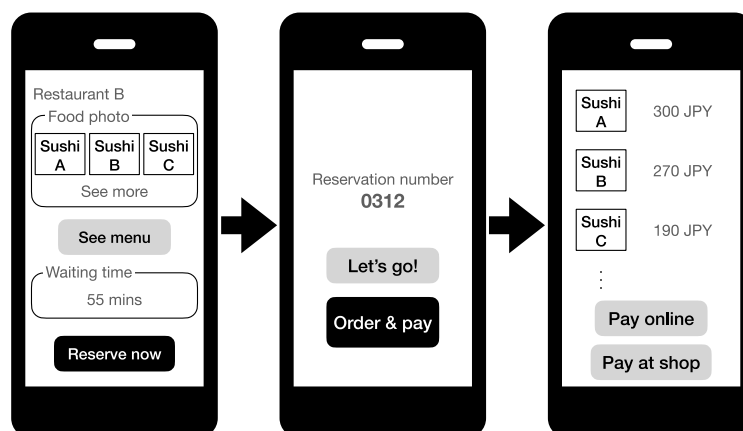 Restaurant B
Food photo
Sushi
A
Sushi
B
Sushi
C
See more
See menu
Waiting time
55 mins
Reserve now
Reservation number
0312
Let's go!
Order & pay
Sushi
A
300 JPY
Sushi
B
270 JPY
Sushi
C
190 JPY
⋮
Pay online
Pay at shop